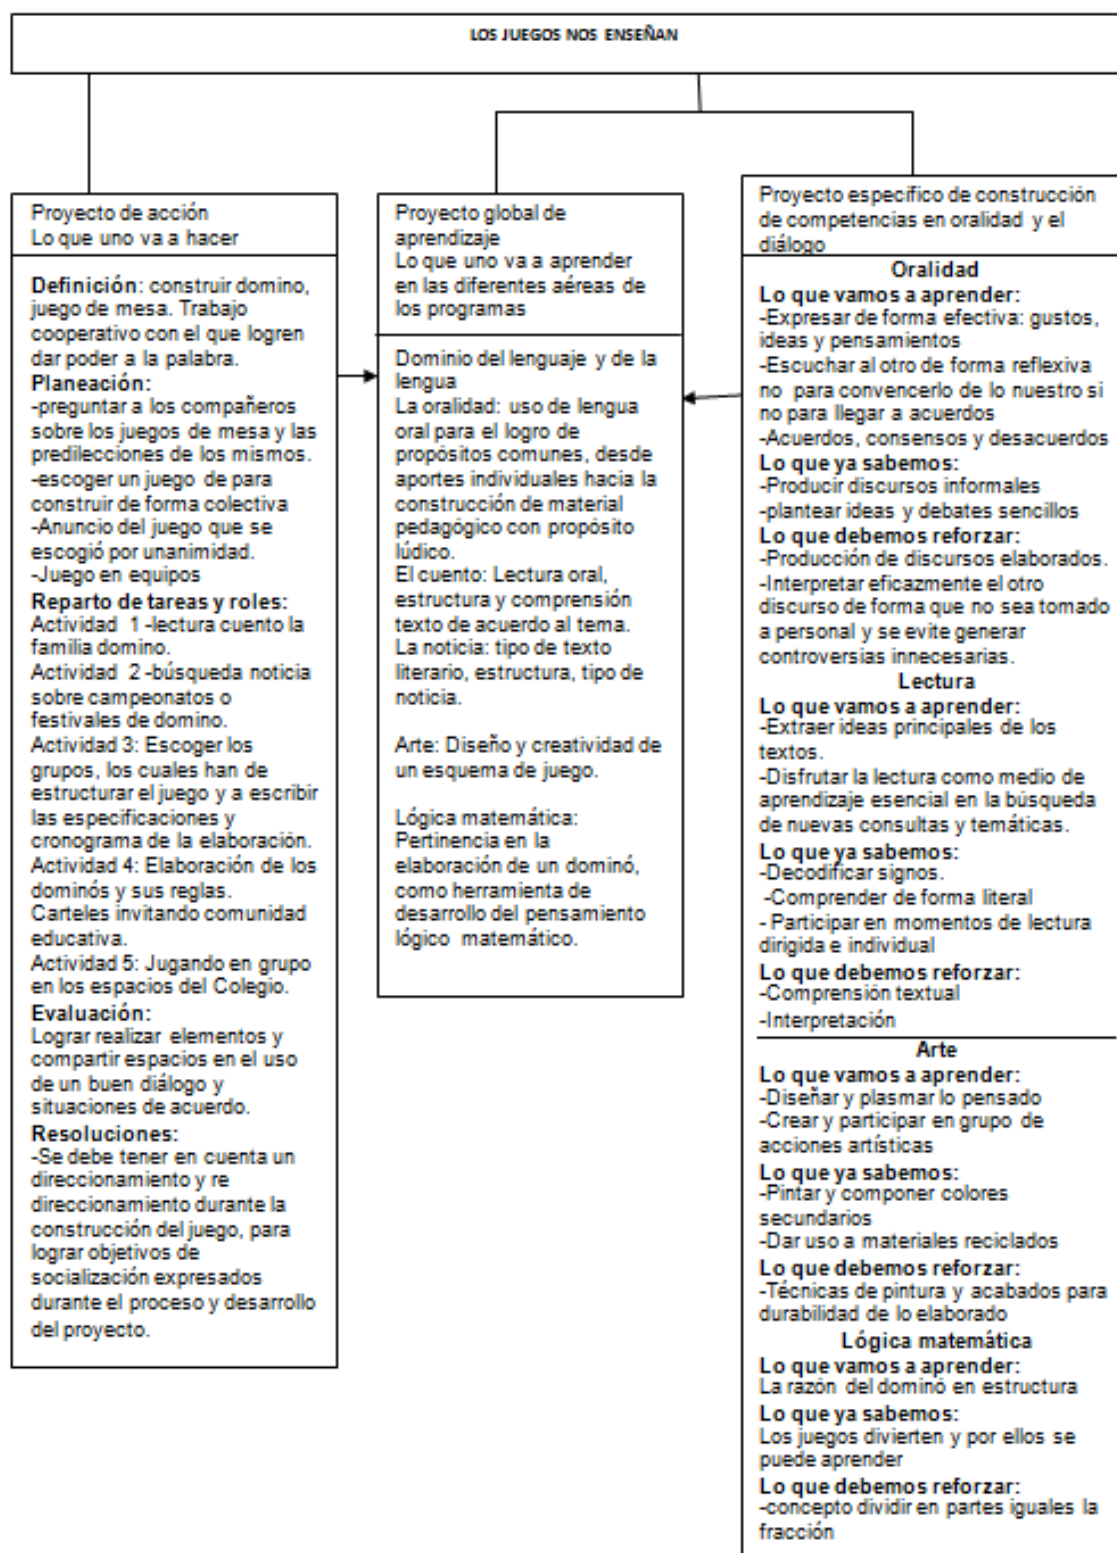 LOS JUEGOS NOS ENSEÑAN
Proyecto de acción
Lo que uno va a hacer
Definición: construir domino,
juego de mesa. Trabajo
cooperativo con el que logren
dar poder a la palabra.
Planeación:
-preguntar a los compañeros
sobre los juegos de mesa y las
predilecciones de los mismos.
-escoger un juego de para
construir de forma colectiva
-Anuncio del juego que se
escogió por unanimidad.
-Juego en equipos
Reparto de tareas y roles:
Actividad 1 -lectura cuento la
familia domino.
Actividad 2 -búsqueda noticia
sobre campeonatos o
festivales de domino.
Actividad 3: Escoger los
grupos, los cuales han de
estructurar el juego y a escribir
las especificaciones y
cronograma de la elaboración.
Actividad 4: Elaboración de los
dominós y sus reglas.
Carteles invitando comunidad
educativa.
Actividad 5: Jugando en grupo
en los espacios del Colegio.
Evaluación:
Lograr realizar elementos y
compartir espacios en el uso
de un buen diálogo y
situaciones de acuerdo.
Resoluciones:
-Se debe tener en cuenta un
direccionamiento y re
direccionamiento durante la
construcción del juego, para
lograr objetivos de
socialización expresados
durante el proceso y desarrollo
del proyecto.
Proyecto global de
aprendizaje
Lo que uno va a aprender
en las diferentes aéreas de
los programas
Dominio del lenguaje y de la
lengua
La oralidad: uso de lengua
oral para el logro de
propósitos comunes, desde
aportes individuales hacia la
construcción de material
pedagógico con propósito
lúdico.
El cuento: Lectura oral,
estructura y comprensión
texto de acuerdo al tema.
La noticia: tipo de texto
literario, estructura, tipo de
noticia.
Arte: Diseño y creatividad de
un esquema de juego.
Lógica matemática:
Pertinencia en la
elaboración de un dominó,
como herramienta de
desarrollo del pensamiento
lógico matemático.
Proyecto especifico de construcción
de competencias en oralidad y el
diálogo
Oralidad
Lo que vamos a aprender:
-Expresar de forma efectiva: gustos,
ideas y pensamientos
-Escuchar al otro de forma reflexiva
no para convencerlo de lo nuestro si
no para llegar a acuerdos
-Acuerdos, consensos y desacuerdos
Lo que ya sabemos:
-Producir discursos informales
-plantear ideas y debates sencillos
Lo que debemos reforzar:
-Producción de discursos elaborados.
-Interpretar eficazmente el otro
discurso de forma que no sea tomado
a personal y se evite generar
controversias innecesarias.
Lectura
Lo que vamos a aprender:
-Extraer ideas principales de los
textos.
-Disfrutar la lectura como medio de
aprendizaje esencial en la búsqueda
de nuevas consultas y temáticas.
Lo que ya sabemos:
-Decodificar signos.
-Comprender de forma literal
- Participar en momentos de lectura
dirigida e individual
Lo que debemos reforzar:
-Comprensión textual
-Interpretación
Arte
Lo que vamos a aprender:
-Diseñar y plasmar lo pensado
-Crear y participar en grupo de
acciones artísticas
Lo que ya sabemos:
-Pintar y componer colores
secundarios
-Dar uso a materiales reciclados
Lo que debemos reforzar:
-Técnicas de pintura y acabados para
durabilidad de lo elaborado
Lógica matemática
Lo que vamos a aprender:
La razón del dominó en estructura
Lo que ya sabemos:
Los juegos divierten y por ellos se
puede aprender
Lo que debemos reforzar:
-concepto dividir en partes iguales la
fracción